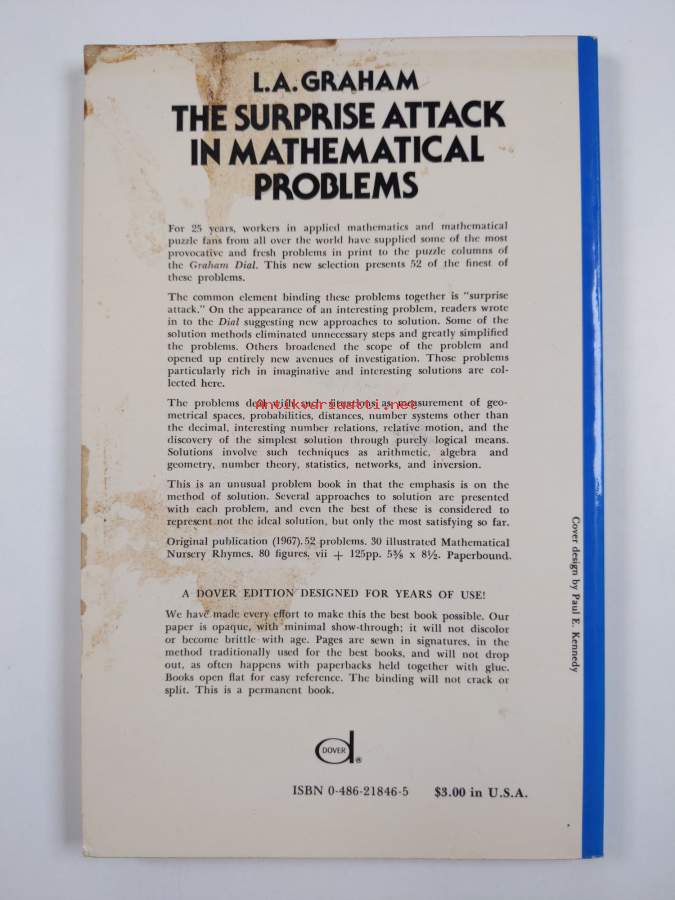 L.A. GRAHAM
THE SURPRISE ATTACK
IN MATHEMATICAL
PROBLEMS
For 25 years, workers in applied mathematics and mathematical
puzzle fans from all over the world have supplied some of the most
provocative and fresh problems in print to the puzzle columns of
the Graham Dial. This new selection presents 52 of the finest of
these problems.
The common element binding these problems together is "surprise
attack." On the appearance of an interesting problem, readers wrote
in to the Dial suggesting new approaches to solution. Some of the
solution methods eliminated unnecessary steps and greatly simplified
the problems. Others broadened the scope of the problem and
opened up entirely new avenues of investigation. Those problems
particularly rich in imaginative and interesting solutions are col-
lected here.
The problems deal with such situations as measurement of geo-
Antikvariaatti.net
metrical spaces, probabilities, distances, number systems other than
the decimal, interesting number relations, relative motion, and the
discovery of the simplest solution through purely logical means.
Solutions involve such techniques as arithmetic, algebra and
geometry, number theory, statistics, networks, and inversion.
This is an unusual problem book in that the emphasis is on the
method of solution. Several approaches to solution are presented
with each problem, and even the best of these is considered to
represent not the ideal solution, but only the most satisfying so far.
Original publication (1967). 52 problems. 30 illustrated Mathematical
Nursery Rhymes. 80 figures. vii + 125pp. 5⅜ x 8½. Paperbound.
A DOVER EDITION DESIGNED FOR YEARS OF USE!
We have made every effort to make this the best book possible. Our
paper is opaque, with minimal show-through; it will not discolor
or become brittle with age. Pages are sewn in signatures, in the
method traditionally used for the best books, and will not drop
out, as often happens with paperbacks held together with glue.
Books open flat for easy reference. The binding will not crack or
split. This is a permanent book.
Cover design by Paul E. Kennedy
DOVER ®
ISBN 0-486-21846-5 $3.00 in U.S.A.